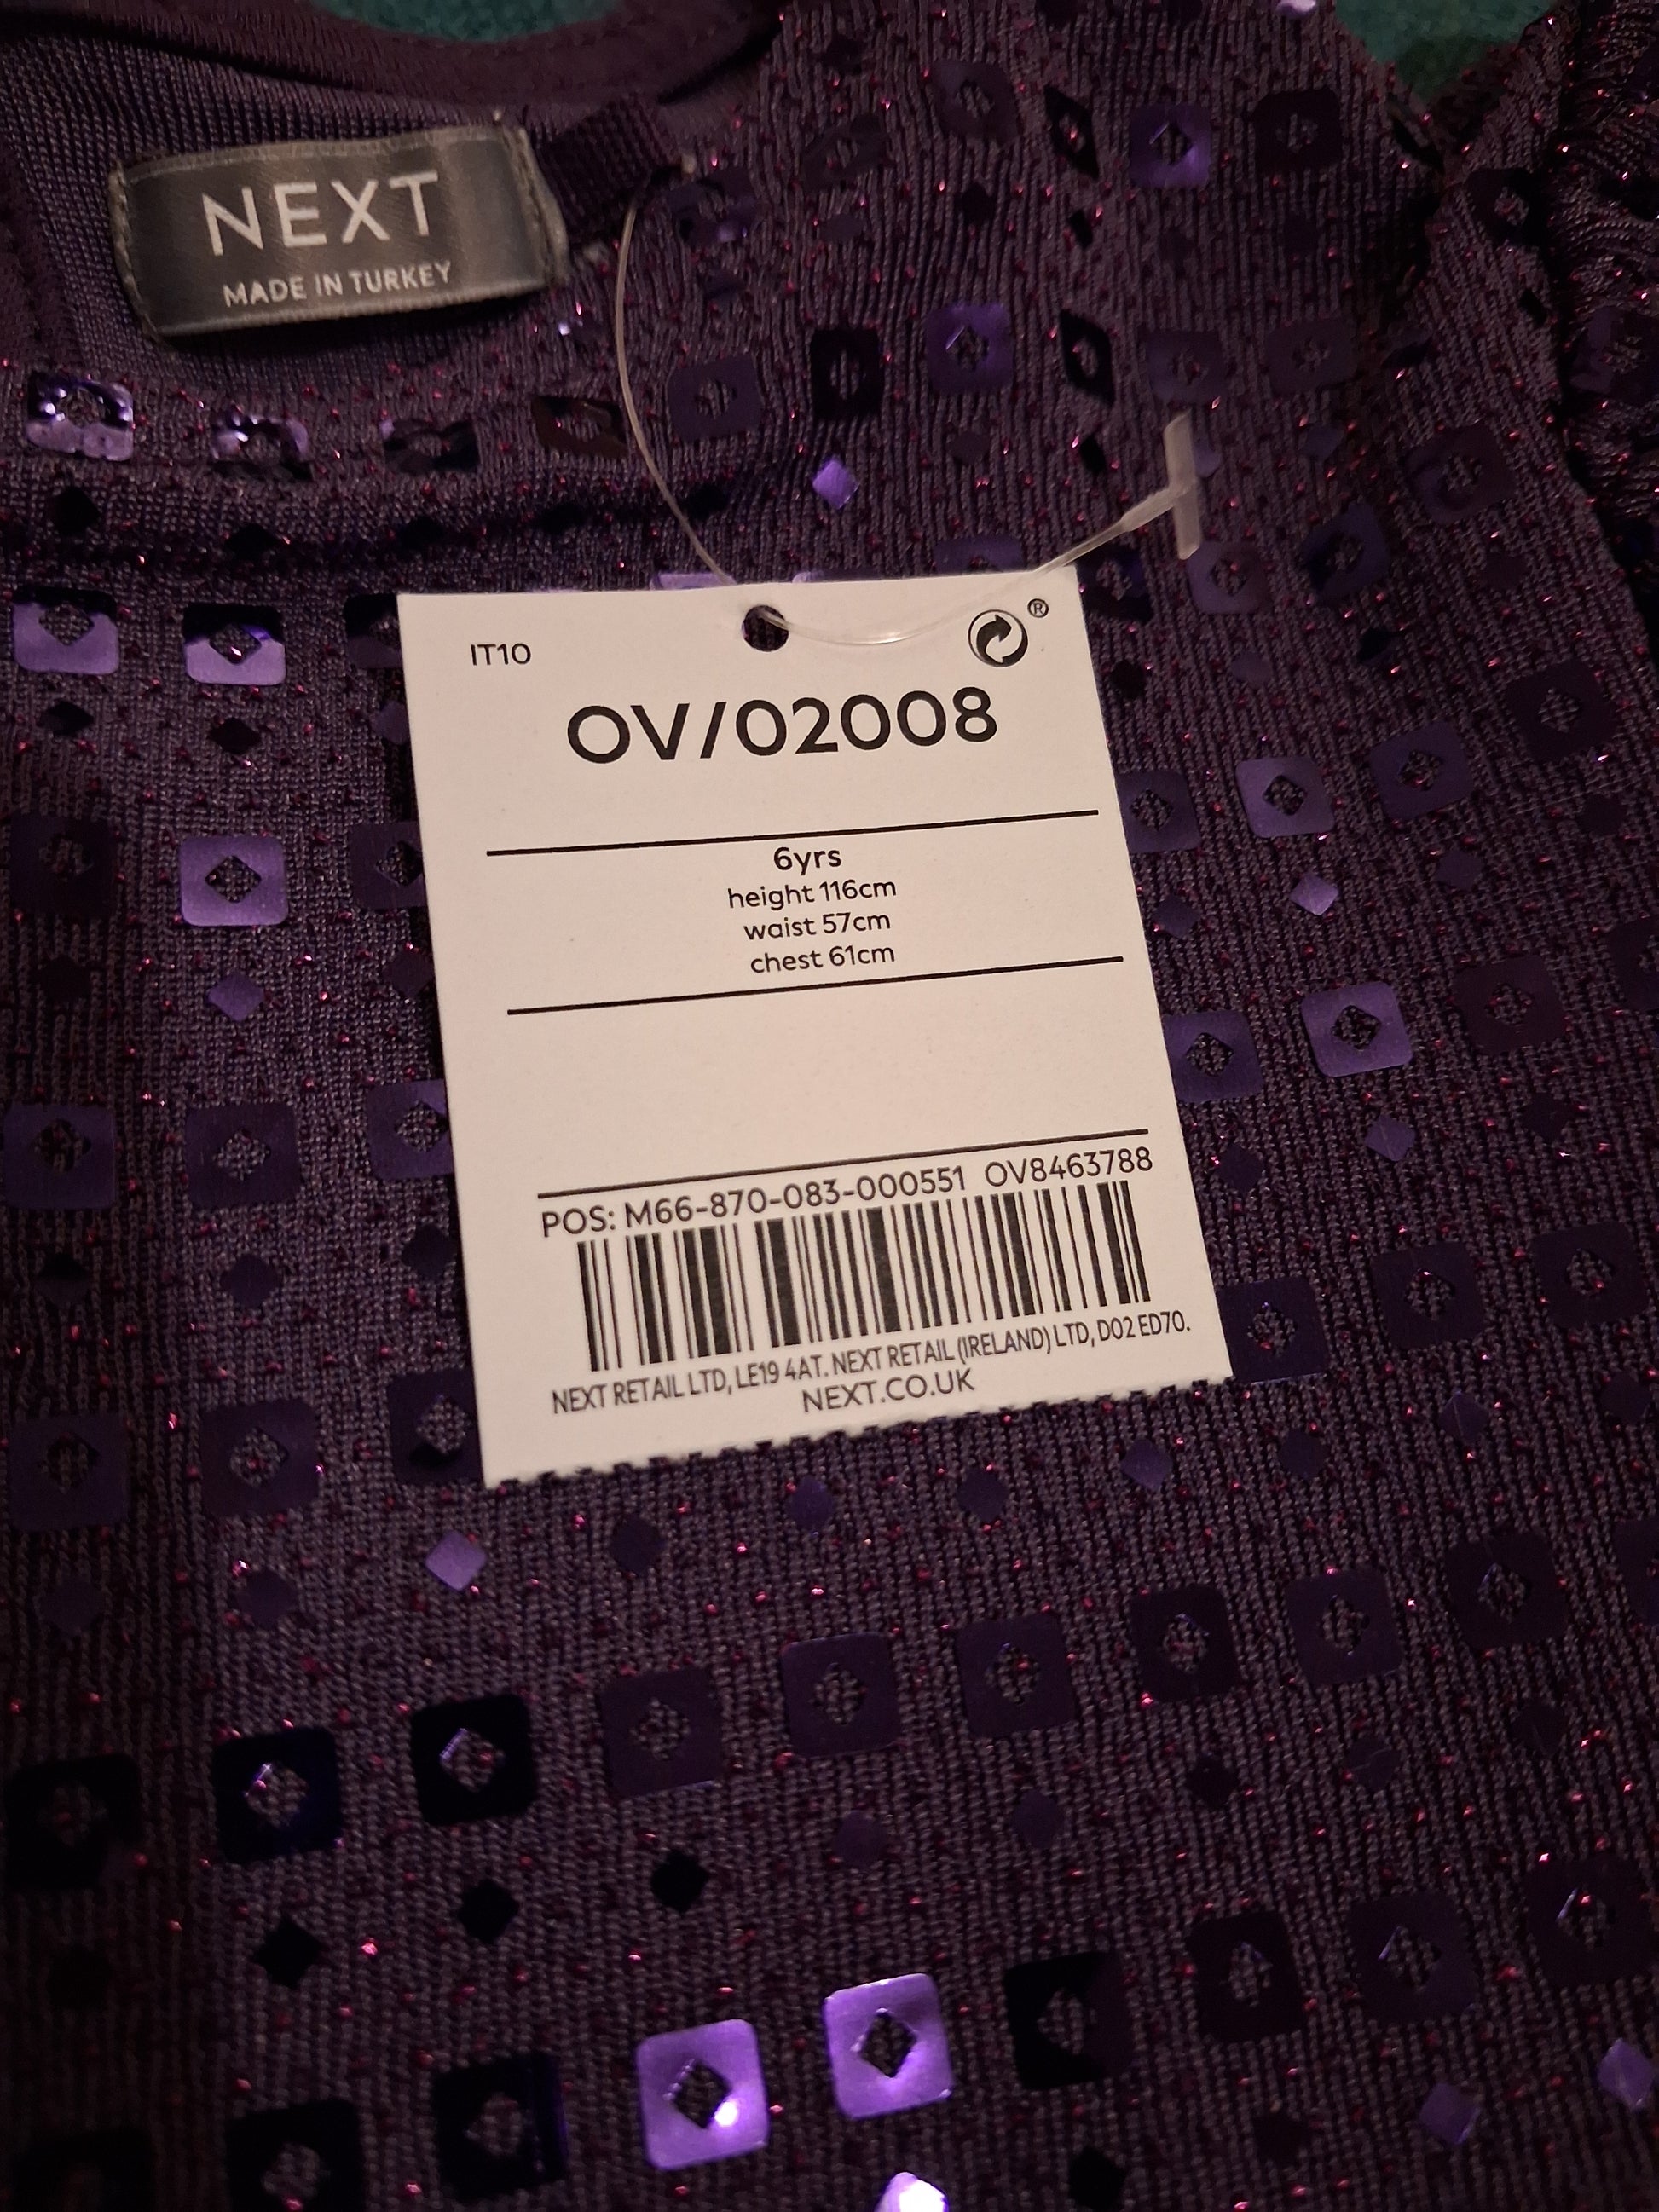 NEXT
MADE IN TURKEY
IT10
®
OV/02008
6yrs
height 116cm
waist 57cm
chest 61cm
POS: M66-870-083-000551 OV8463788
NEXT RETAIL LTD, LE19 4AT. NEXT RETAIL (IRELAND) LTD, D02 ED70.
NEXT.CO.UK